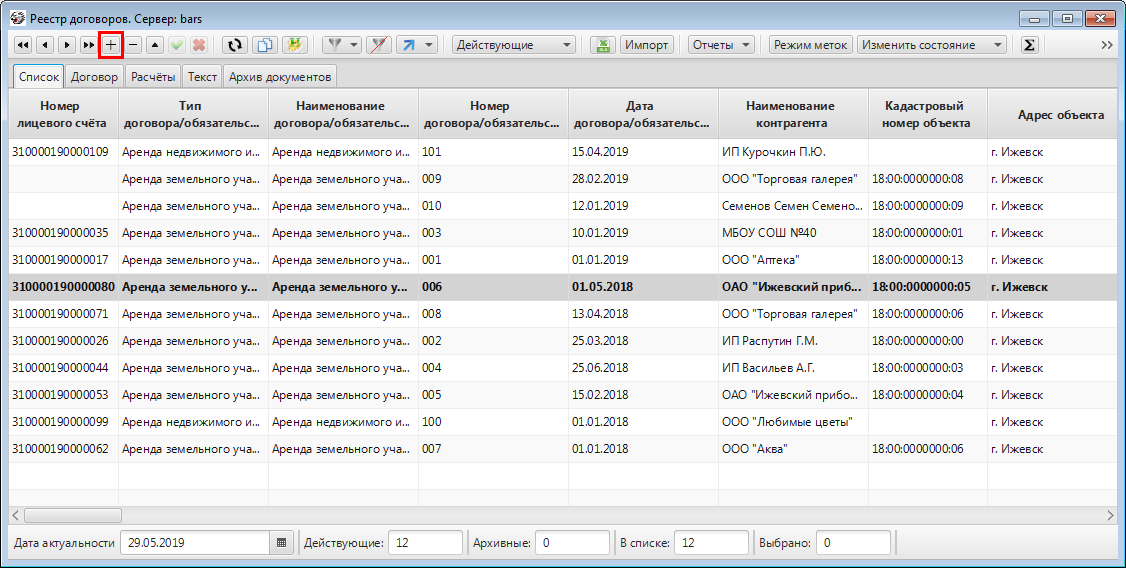 Реестр договоров. Сервер: bars
Действующие Импорт Отчеты Режим меток Изменить состояние Σ
Список Договор Расчёты Текст Архив документов
Номер лицевого счёта Тип договора/обязательс... Наименование договора/обязательс... Номер договора/обязательс... Дата договора/обязательс... Наименование контрагента Кадастровый номер объекта Адрес объекта
310000190000109 Аренда недвижимого и... Аренда недвижимого и... 101 15.04.2019 ИП Курочкин П.Ю. г. Ижевск
Аренда земельного уча... Аренда земельного уча... 009 28.02.2019 ООО "Торговая галерея" 18:00:0000000:08 г. Ижевск
Аренда земельного уча... Аренда земельного уча... 010 12.01.2019 Семенов Семен Семено... 18:00:0000000:09 г. Ижевск
310000190000035 Аренда земельного уча... Аренда земельного уча... 003 10.01.2019 МБОУ СОШ №40 18:00:0000000:01 г. Ижевск
310000190000017 Аренда земельного уча... Аренда земельного уча... 001 01.01.2019 ООО "Аптека" 18:00:0000000:13 г. Ижевск
310000190000080 Аренда земельного у... Аренда земельного у... 006 01.05.2018 ОАО "Ижевский приб... 18:00:0000000:05 г. Ижевск
310000190000071 Аренда земельного уча... Аренда земельного уча... 008 13.04.2018 ООО "Торговая галерея" 18:00:0000000:06 г. Ижевск
310000190000026 Аренда земельного уча... Аренда земельного уча... 002 25.03.2018 ИП Распутин Г.М. 18:00:0000000:00 г. Ижевск
310000190000044 Аренда земельного уча... Аренда земельного уча... 004 25.06.2018 ИП Васильев А.Г. 18:00:0000000:03 г. Ижевск
310000190000053 Аренда земельного уча... Аренда земельного уча... 005 15.02.2018 ОАО "Ижевский прибо... 18:00:0000000:04 г. Ижевск
310000190000099 Аренда недвижимого и... Аренда недвижимого и... 100 01.01.2018 ООО "Любимые цветы" г. Ижевск
310000190000062 Аренда земельного уча... Аренда земельного уча... 007 01.01.2018 ООО "Аква" 18:00:0000000:06 г. Ижевск
Дата актуальности 29.05.2019 Действующие: 12 Архивные: 0 В списке: 12 Выбрано: 0